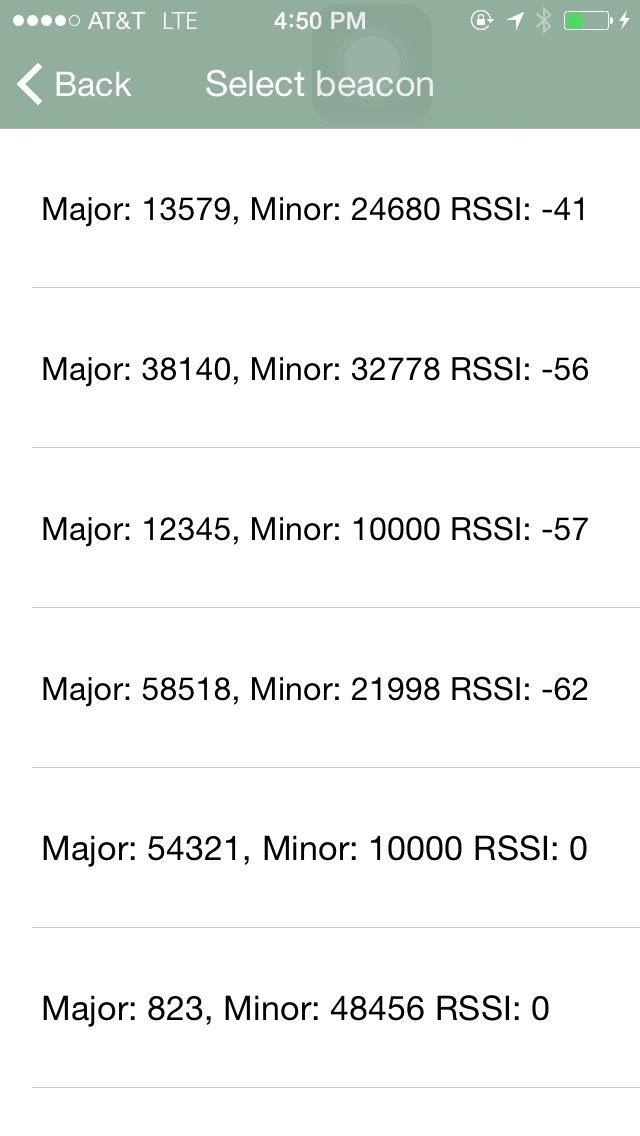 AT&T LTE 4:50 PM
Back Select beacon
Major: 13579, Minor: 24680 RSSI: -41
Major: 38140, Minor: 32778 RSSI: -56
Major: 12345, Minor: 10000 RSSI: -57
Major: 58518, Minor: 21998 RSSI: -62
Major: 54321, Minor: 10000 RSSI: 0
Major: 823, Minor: 48456 RSSI: 0